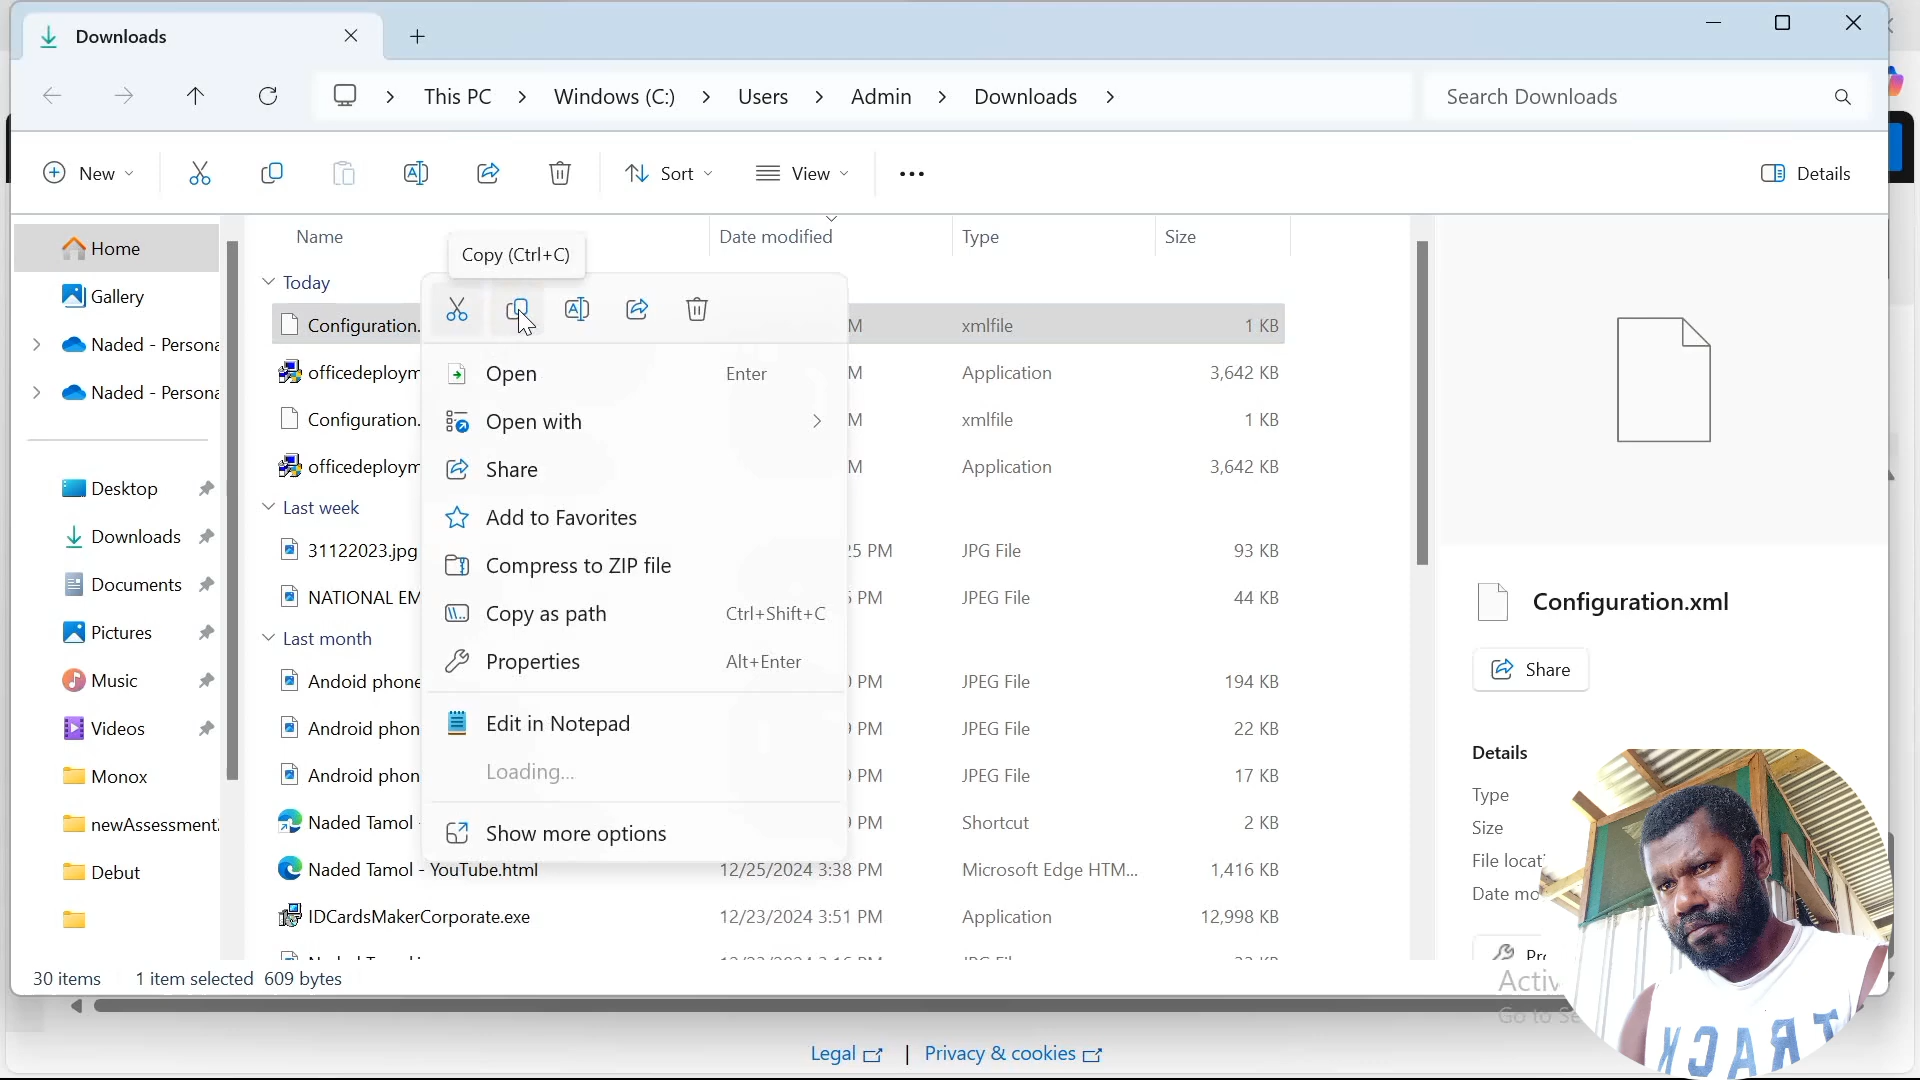 Downloads
This PC
Windows (C:)
Users
Admin
Downloads
Search Downloads
New
Sort
View
Details
Name
Date modified
Type
Size
Copy (Ctrl+C)
Home
Gallery
Naded - Persona
Naded - Persona
Desktop
Downloads
Documents
Pictures
Music
Videos
Monox
newAssessment
Debut
Today
Configuration. M xmlfile 1 KB
officedeploym M Application 3,642 KB
Configuration. M xmlfile 1 KB
officedeploym M Application 3,642 KB
Last week
31122023.jpg 25 PM JPG File 93 KB
NATIONAL EM PM JPEG File 44 KB
Last month
Andoid phone PM JPEG File 194 KB
Android phon PM JPEG File 22 KB
Android phon PM JPEG File 17 KB
Naded Tamol PM Shortcut 2 KB
Naded Tamol - YouTube.html 12/25/2024 3:38 PM Microsoft Edge HTM... 1,416 KB
IDCardsMakerCorporate.exe 12/23/2024 3:51 PM Application 12,998 KB
Open Enter
Open with
Share
Add to Favorites
Compress to ZIP file
Copy as path Ctrl+Shift+C
Properties Alt+Enter
Edit in Notepad
Loading...
Show more options
Configuration.xml
Share
Details
Type
Size
File locat
Date mo
Pr
Activ
Go to Se
TRACK
30 items 1 item selected 609 bytes
Legal | Privacy & cookies